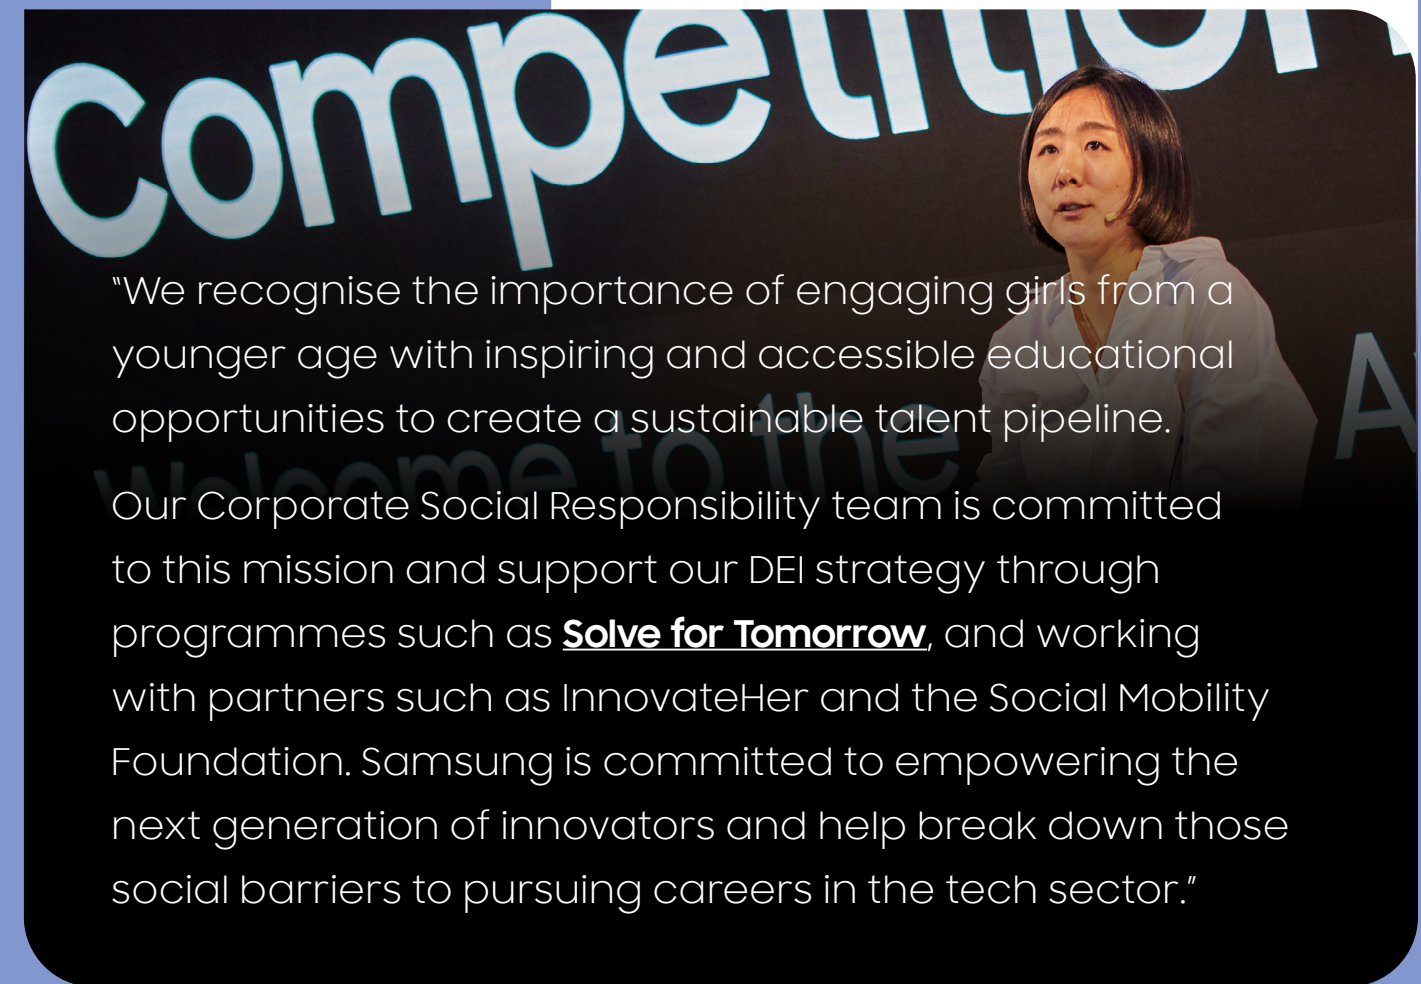 Competition
"We recognise the importance of engaging girls from a
younger age with inspiring and accessible educational
opportunities to create a sustainable talent pipeline.
Welcome to the
Our Corporate Social Responsibility team is committed
to this mission and support our DEI strategy through
programmes such as Solve for Tomorrow, and working
with partners such as InnovateHer and the Social Mobility
Foundation. Samsung is committed to empowering the
next generation of innovators and help break down those
social barriers to pursuing careers in the tech sector."